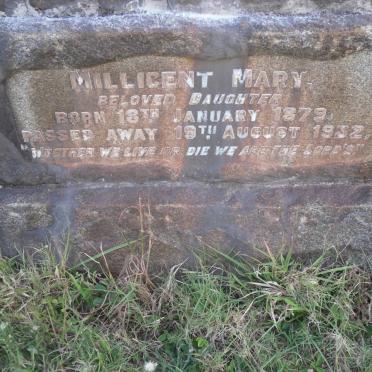 MILLICENT MARY.
BELOVED DAUGHTER
BORN 18TH JANUARY 1879,
PASSED AWAY 19TH AUGUST 1932,
"WHETHER WE LIVE OR DIE WE ARE THE LORD'S"